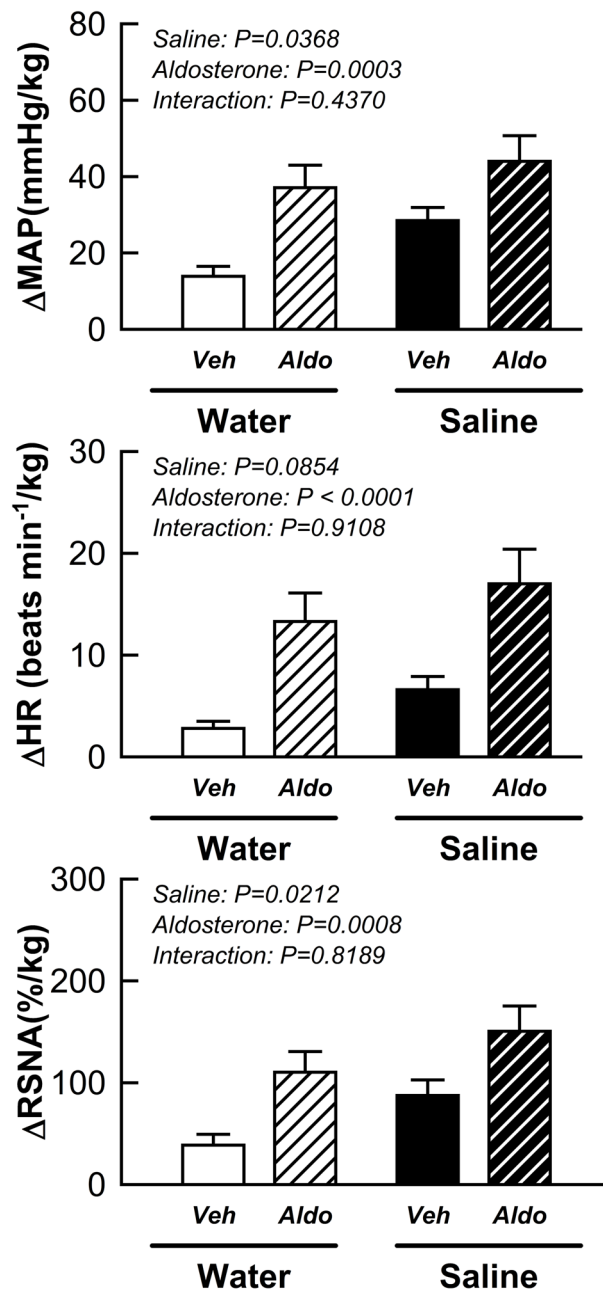 80
60
40
20
0
ΔMAP(mmHg/kg)
Saline: P=0.0368
Aldosterone: P=0.0003
Interaction: P=0.4370
Veh Aldo Veh Aldo
Water Saline
30
20
10
0
ΔHR (beats min⁻¹/kg)
Saline: P=0.0854
Aldosterone: P < 0.0001
Interaction: P=0.9108
Veh Aldo Veh Aldo
Water Saline
300
200
100
0
ΔRSNA(%/kg)
Saline: P=0.0212
Aldosterone: P=0.0008
Interaction: P=0.8189
Veh Aldo Veh Aldo
Water Saline